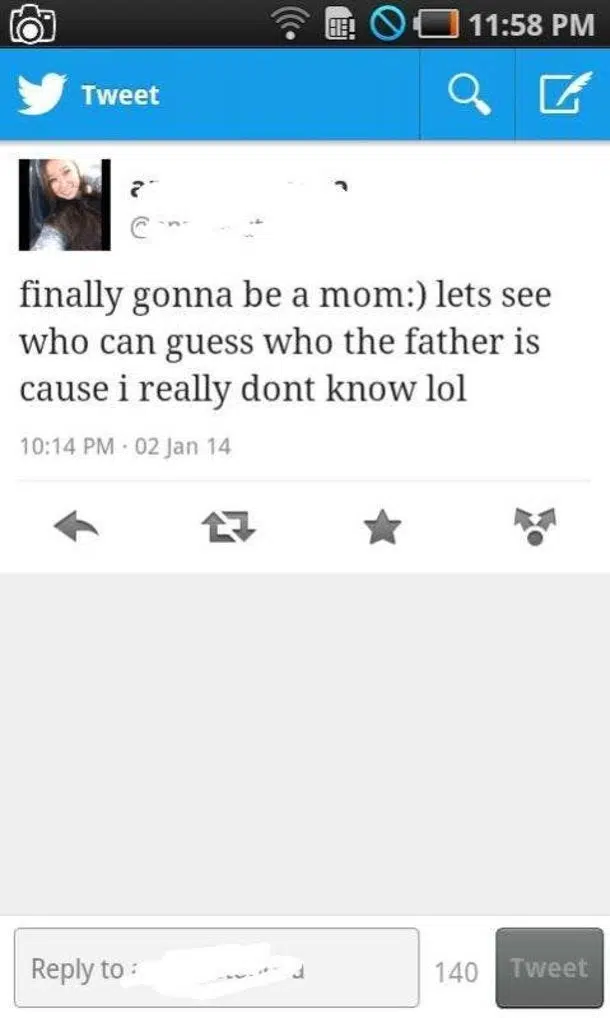 11:58 PM
Tweet
finally gonna be a mom:) lets see
who can guess who the father is
cause i really dont know lol
10:14 PM · 02 Jan 14
Reply to
140
Tweet